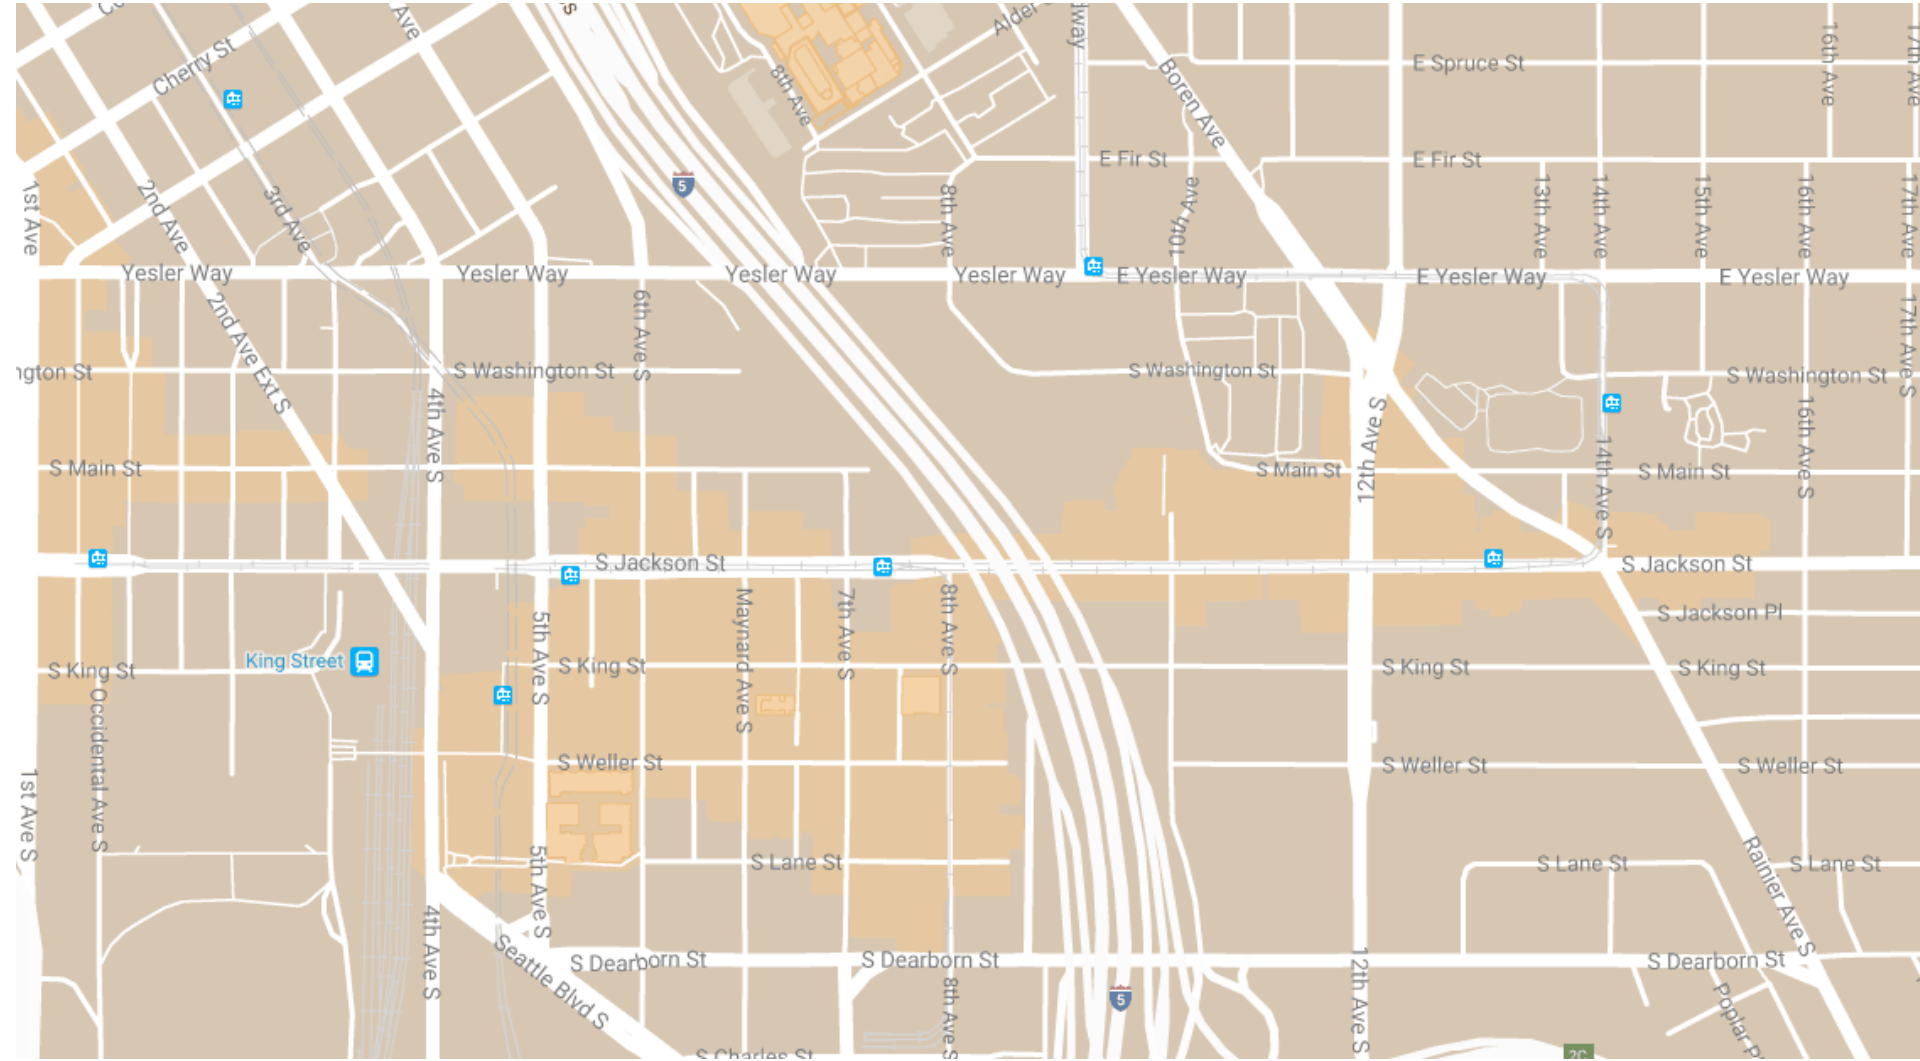 Ave
Alder
Cherry St
8th Ave
Boren Ave
E Spruce St
16th Ave
17th Ave
5
E Fir St
E Fir St
1st Ave
2nd Ave
3rd Ave
8th Ave
10th Ave
13th Ave
14th Ave
15th Ave
16th Ave
17th Ave
Yesler Way
Yesler Way
Yesler Way
Yesler Way
E Yesler Way
E Yesler Way
E Yesler Way
2nd Ave Ext S
6th Ave S
17th Ave S
ngton St
S Washington St
S Washington St
S Washington St
4th Ave S
12th Ave S
14th Ave S
16th Ave S
S Main St
S Main St
S Main St
S Jackson St
S Jackson St
Maynard Ave S
7th Ave S
8th Ave S
5th Ave S
S Jackson Pl
King Street
S King St
S King St
S King St
S King St
Occidental Ave S
1st Ave S
S Weller St
S Weller St
S Weller St
5th Ave S
S Lane St
S Lane St
S Lane St
Rainier Ave S
4th Ave S
Seattle Blvd S
S Dearborn St
S Dearborn St
S Dearborn St
8th Ave S
5
12th Ave S
Poplar Pl
S Charles St